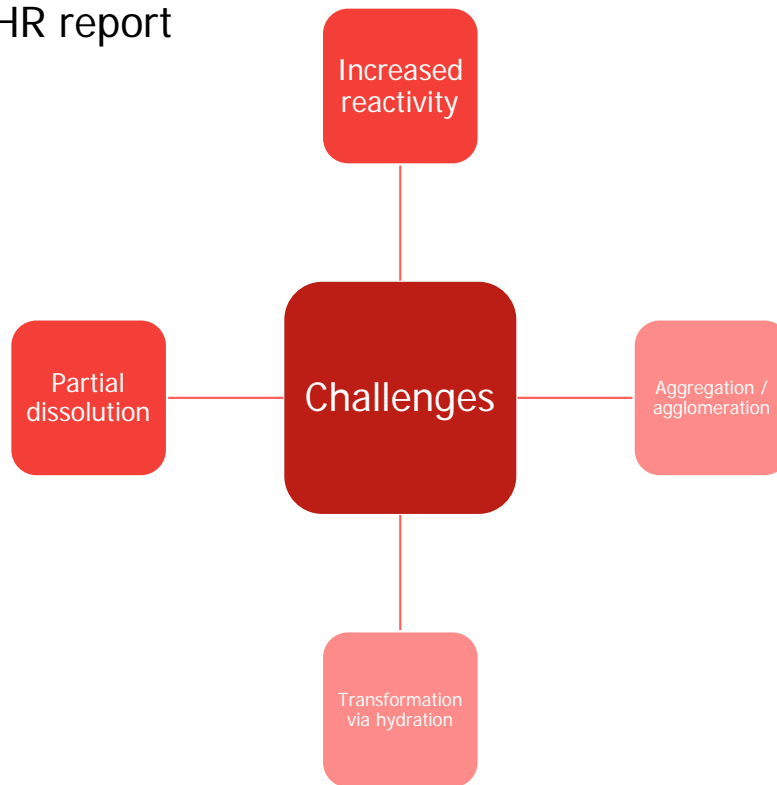 HR report
Increased
reactivity
Partial
dissolution
Challenges
Aggregation /
agglomeration
Transformation
via hydration